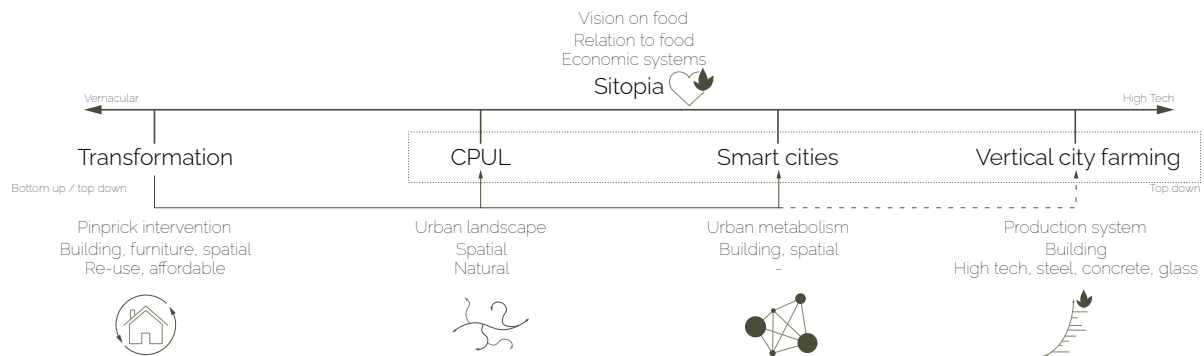 Vision on food
Relation to food
Economic systems
Sitopia
Vernacular
High Tech
Transformation
CPUL
Smart cities
Vertical city farming
Bottom up / top down
Top down
Pinprick intervention
Building, furniture, spatial
Re-use, affordable
Urban landscape
Spatial
Natural
Urban metabolism
Building, spatial
-
Production system
Building
High tech, steel, concrete, glass